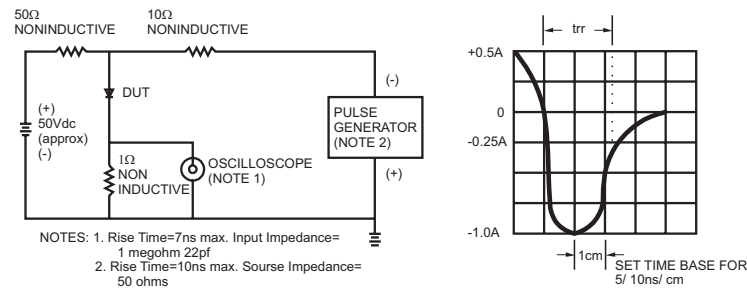 50Ω
NONINDUCTIVE
10Ω
NONINDUCTIVE
DUT
(+)
50Vdc
(approx)
(-)
1Ω
NON
INDUCTIVE
OSCILLOSCOPE
(NOTE 1)
(-)
PULSE
GENERATOR
(NOTE 2)
(+)
NOTES: 1. Rise Time=7ns max. Input Impedance=
1 megohm 22pf
2. Rise Time=10ns max. Sourse Impedance=
50 ohms
trr
+0.5A
0
-0.25A
-1.0A
1cm
SET TIME BASE FOR
5/ 10ns/ cm